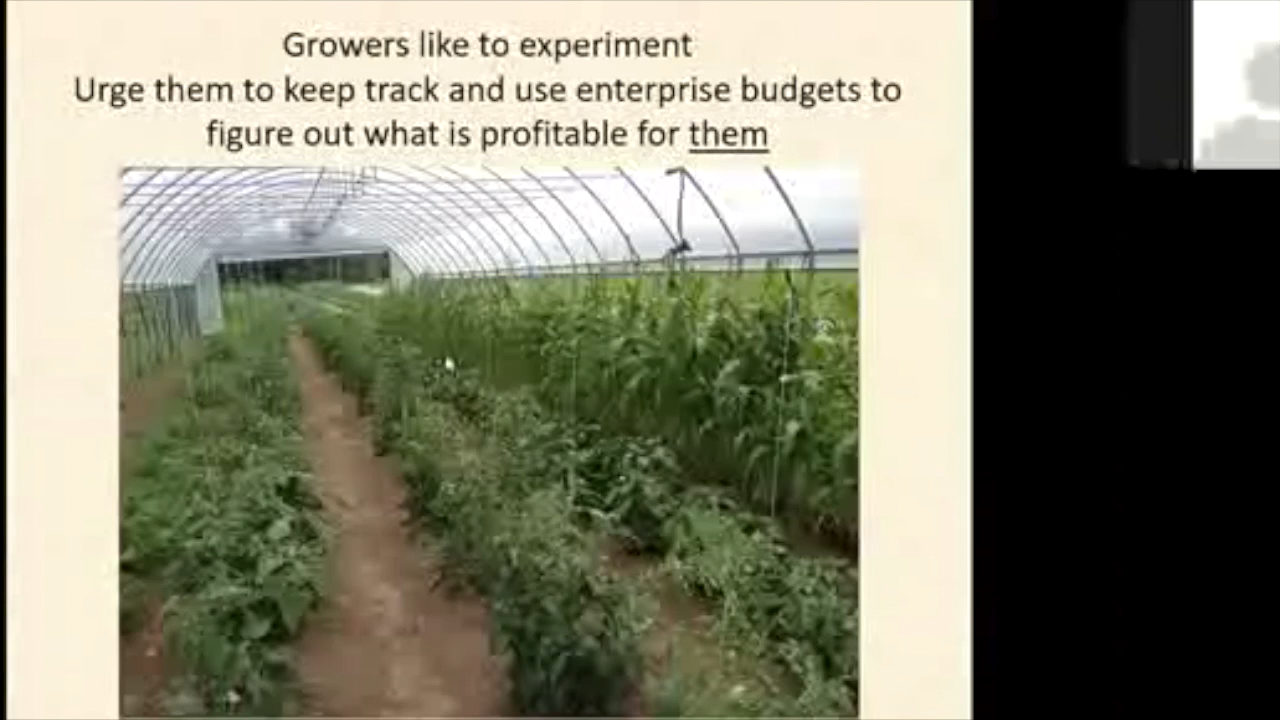 Growers like to experiment
Urge them to keep track and use enterprise budgets to
figure out what is profitable for them